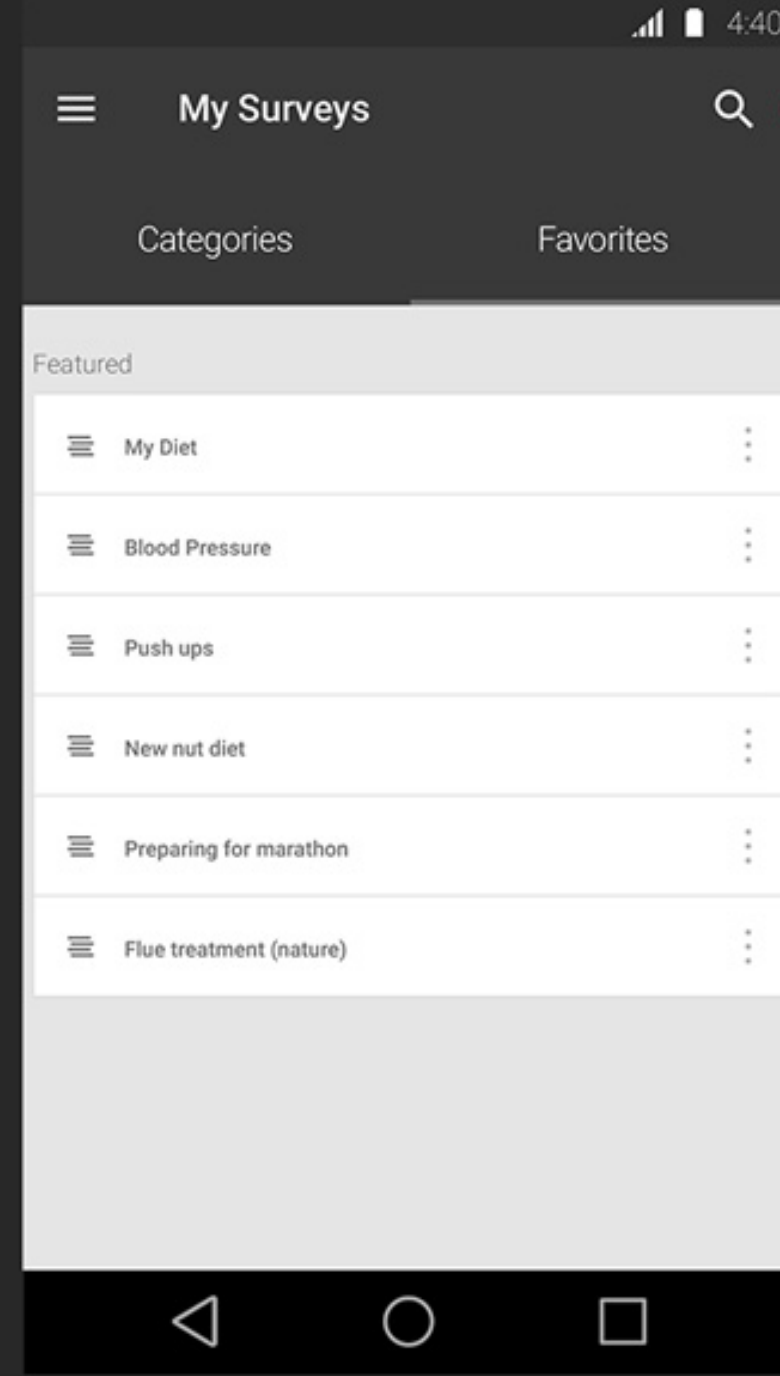 4:40
My Surveys
Categories Favorites
Featured
My Diet
Blood Pressure
Push ups
New nut diet
Preparing for marathon
Flue treatment (nature)